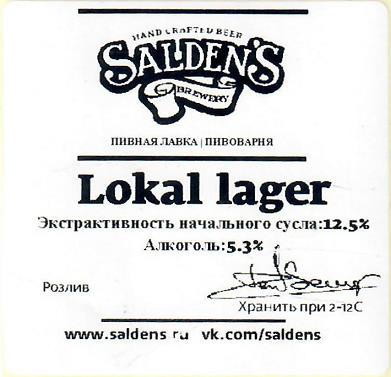 HAND CRAFTED BEER
SALDEN'S
BREWERY
ПИВНАЯ ЛАВКА | ПИВОВАРНЯ
Lokal lager
Экстрактивность начального сусла:12.5%
Алкоголь:5.3%
Розлив
Хранить при 2-12С
www.saldens.ru vk.com/saldens